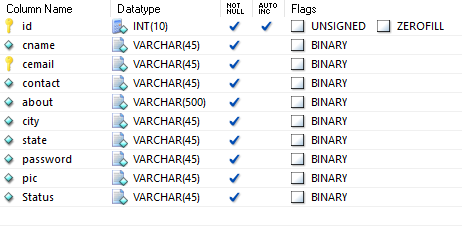 Column Name Datatype NOT NULL AUTO INC Flags
id INT(10) UNSIGNED ZEROFILL
cname VARCHAR(45) BINARY
cemail VARCHAR(45) BINARY
contact VARCHAR(45) BINARY
about VARCHAR(500) BINARY
city VARCHAR(45) BINARY
state VARCHAR(45) BINARY
password VARCHAR(45) BINARY
pic VARCHAR(45) BINARY
Status VARCHAR(45) BINARY